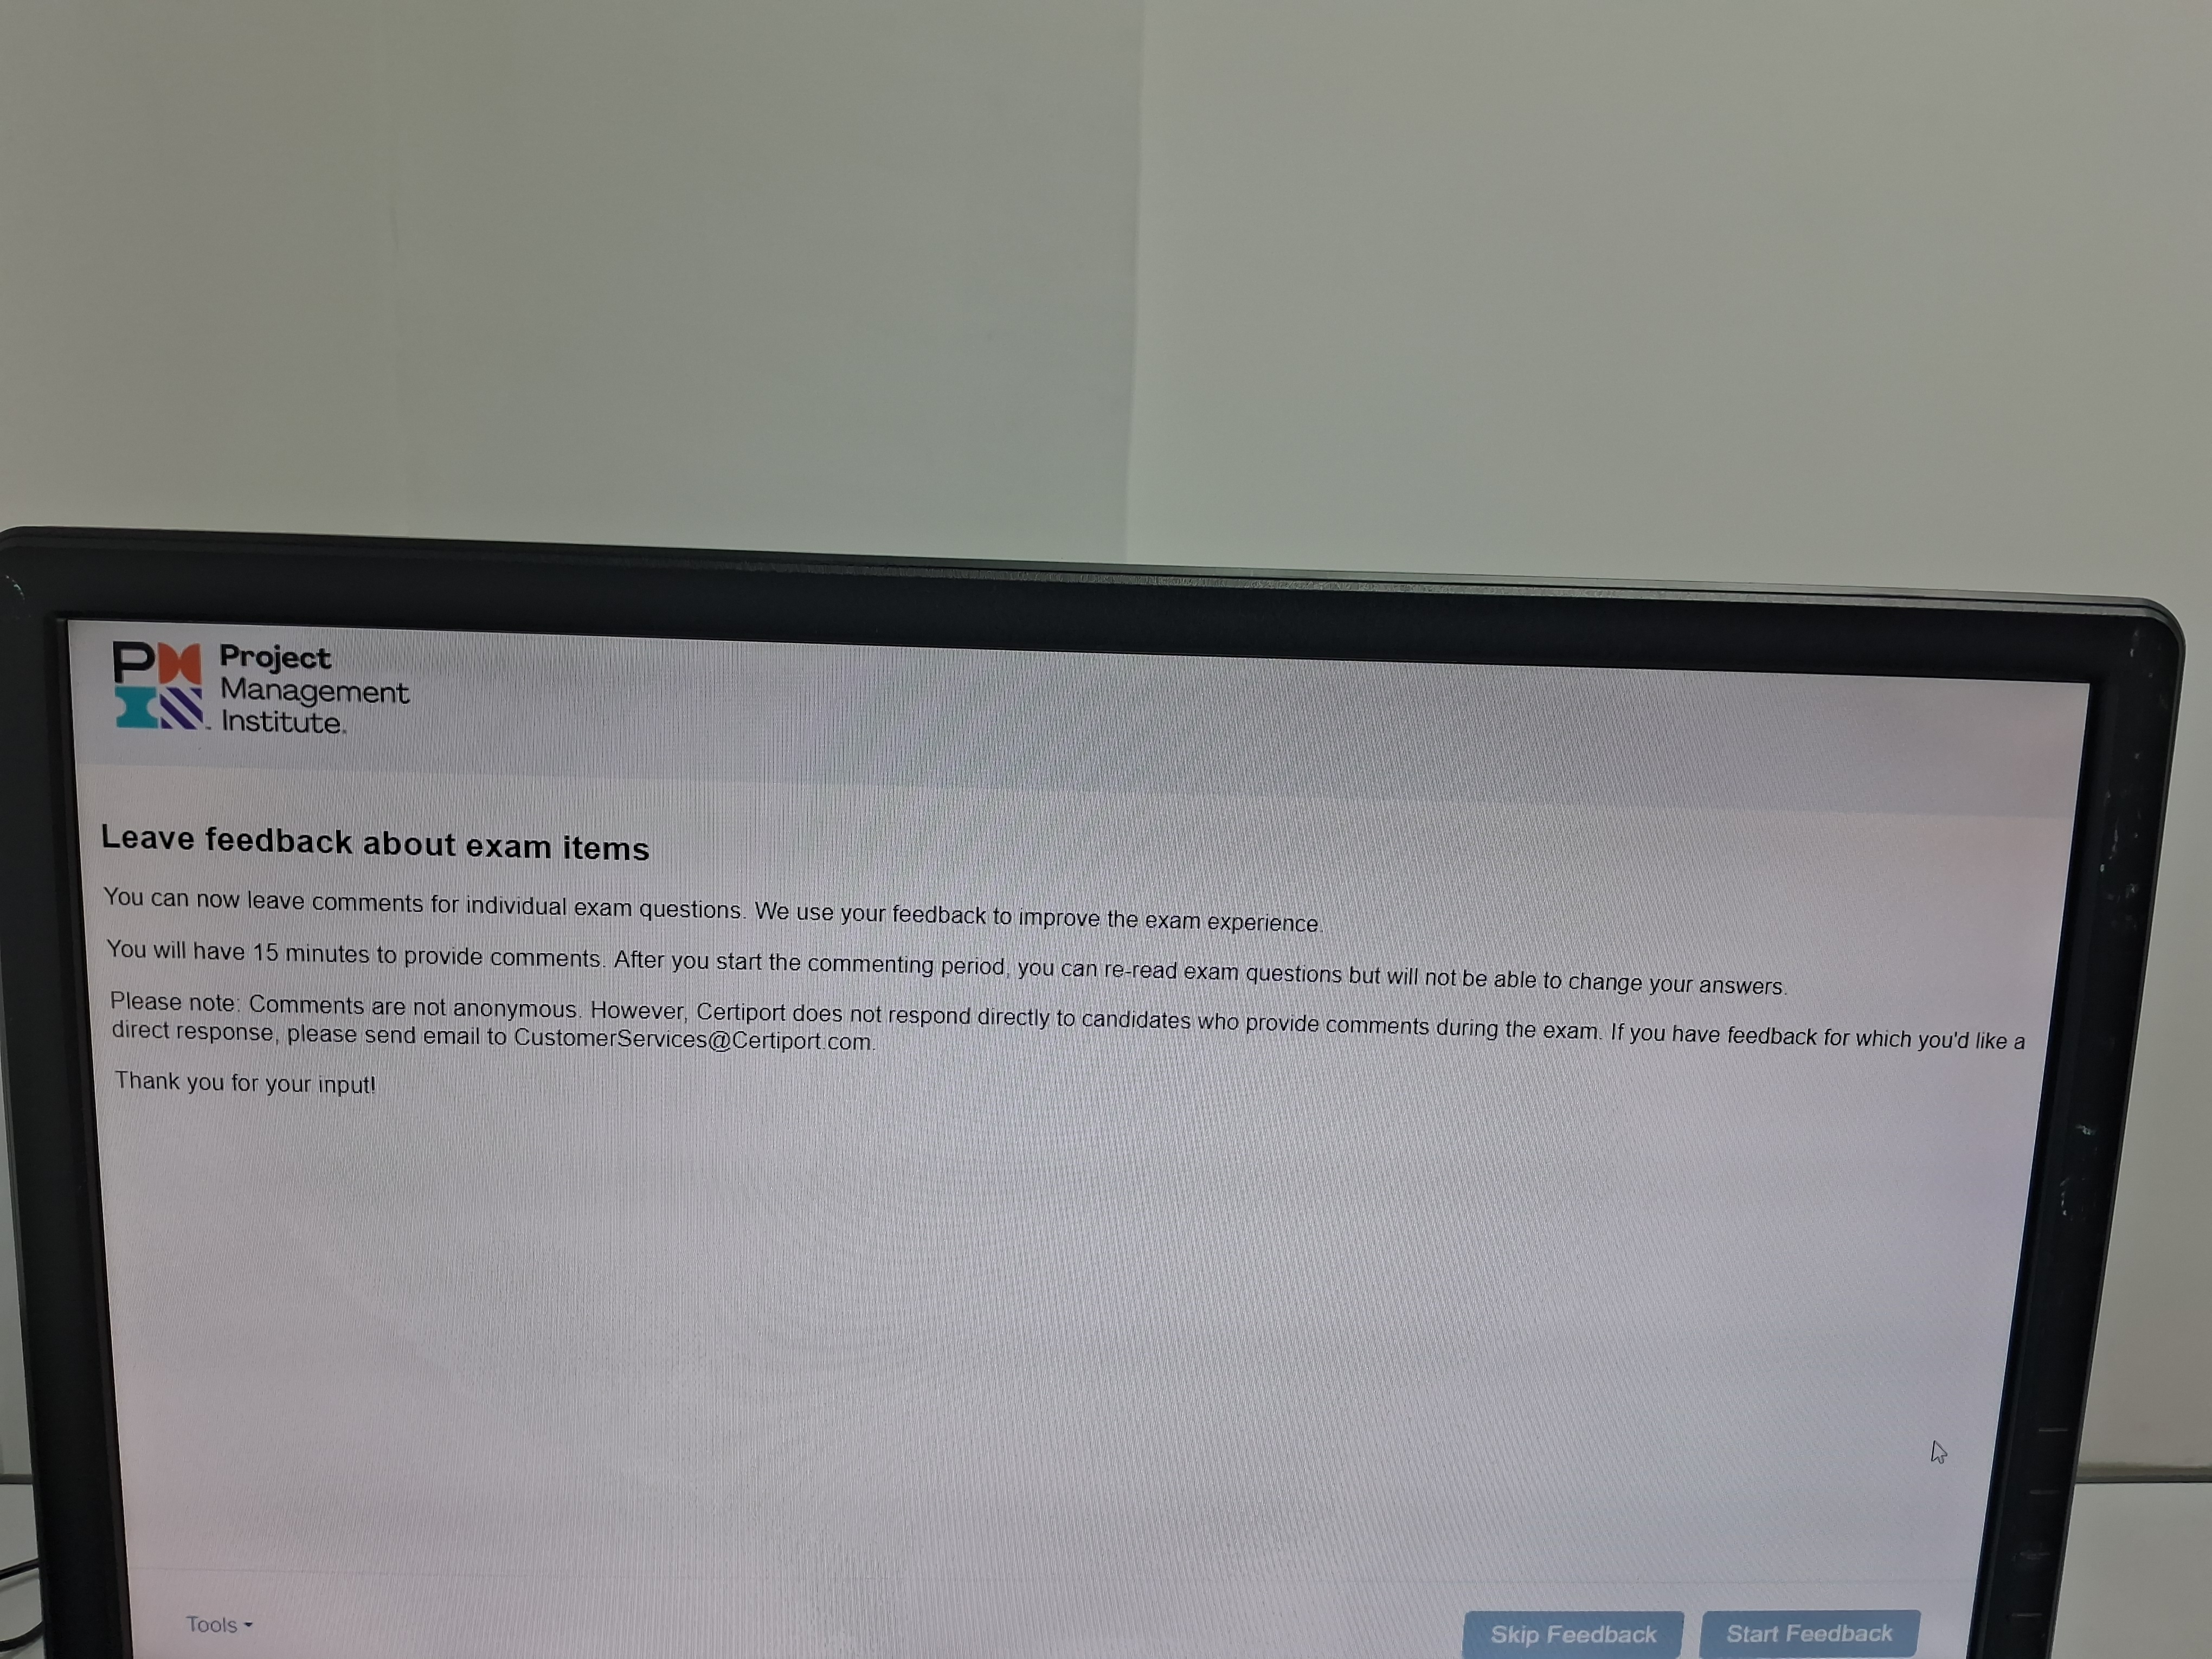 PM
Project
Management
Institute.
Leave feedback about exam items
You can now leave comments for individual exam questions. We use your feedback to improve the exam experience.
You will have 15 minutes to provide comments. After you start the commenting period, you can re-read exam questions but will not be able to change your answers.
Please note: Comments are not anonymous. However, Certiport does not respond directly to candidates who provide comments during the exam. If you have feedback for which you'd like a
direct response, please send email to CustomerServices@Certiport.com.
Thank you for your input!
Tools
Skip Feedback
Start Feedback